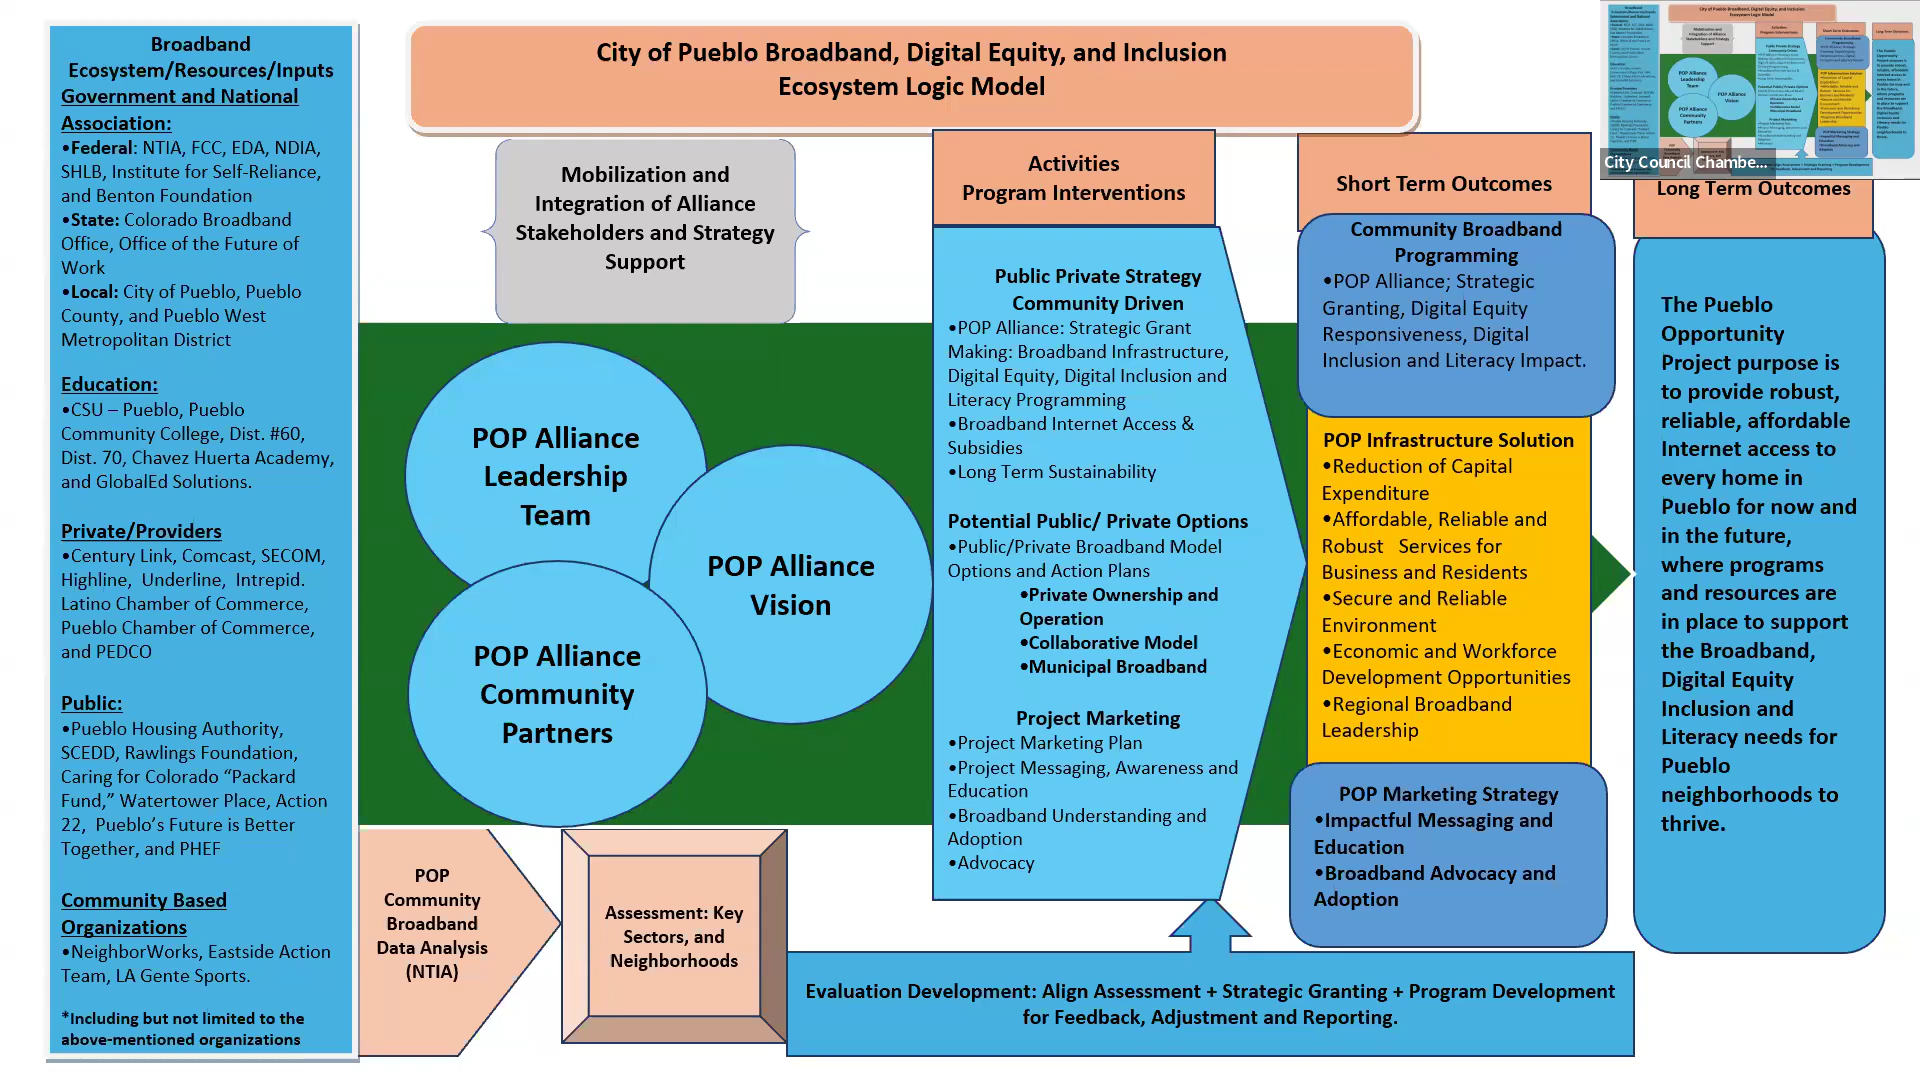 Broadband
Ecosystem/Resources/Inputs
Government and National
Association:
•Federal: NTIA, FCC, EDA, NDIA,
SHLB, Institute for Self-Reliance,
and Benton Foundation
•State: Colorado Broadband
Office, Office of the Future of
Work
•Local: City of Pueblo, Pueblo
County, and Pueblo West
Metropolitan District
Education:
•CSU – Pueblo, Pueblo
Community College, Dist. #60,
Dist. 70, Chavez Huerta Academy,
and GlobalEd Solutions.
Private/Providers
•Century Link, Comcast, SECOM,
Highline, Underline, Intrepid.
Latino Chamber of Commerce,
Pueblo Chamber of Commerce,
and PEDCO
Public:
•Pueblo Housing Authority,
SCEDD, Rawlings Foundation,
Caring for Colorado “Packard
Fund,” Watertower Place, Action
22, Pueblo’s Future is Better
Together, and PHEF
Community Based
Organizations
•NeighborWorks, Eastside Action
Team, LA Gente Sports.
*Including but not limited to the
above-mentioned organizations
City of Pueblo Broadband, Digital Equity, and Inclusion
Ecosystem Logic Model
Mobilization and
Integration of Alliance
Stakeholders and Strategy
Support
POP Alliance
Leadership
Team
POP Alliance
Vision
POP Alliance
Community
Partners
POP
Community
Broadband
Data Analysis
(NTIA)
Assessment: Key
Sectors, and
Neighborhoods
Activities
Program Interventions
Public Private Strategy
Community Driven
•POP Alliance: Strategic Grant
Making: Broadband Infrastructure,
Digital Equity, Digital Inclusion and
Literacy Programming
•Broadband Internet Access &
Subsidies
•Long Term Sustainability
Potential Public/ Private Options
•Public/Private Broadband Model
Options and Action Plans
•Private Ownership and
Operation
•Collaborative Model
•Municipal Broadband
Project Marketing
•Project Marketing Plan
•Project Messaging, Awareness and
Education
•Broadband Understanding and
Adoption
•Advocacy
Evaluation Development: Align Assessment + Strategic Granting + Program Development
for Feedback, Adjustment and Reporting.
Short Term Outcomes
Community Broadband
Programming
•POP Alliance; Strategic
Granting, Digital Equity
Responsiveness, Digital
Inclusion and Literacy Impact.
POP Infrastructure Solution
•Reduction of Capital
Expenditure
•Affordable, Reliable and
Robust Services for
Business and Residents
•Secure and Reliable
Environment
•Economic and Workforce
Development Opportunities
•Regional Broadband
Leadership
POP Marketing Strategy
•Impactful Messaging and
Education
•Broadband Advocacy and
Adoption
City Council Chambe...
Long Term Outcomes
The Pueblo
Opportunity
Project purpose is
to provide robust,
reliable, affordable
Internet access to
every home in
Pueblo for now and
in the future,
where programs
and resources are
in place to support
the Broadband,
Digital Equity
Inclusion and
Literacy needs for
Pueblo
neighborhoods to
thrive.